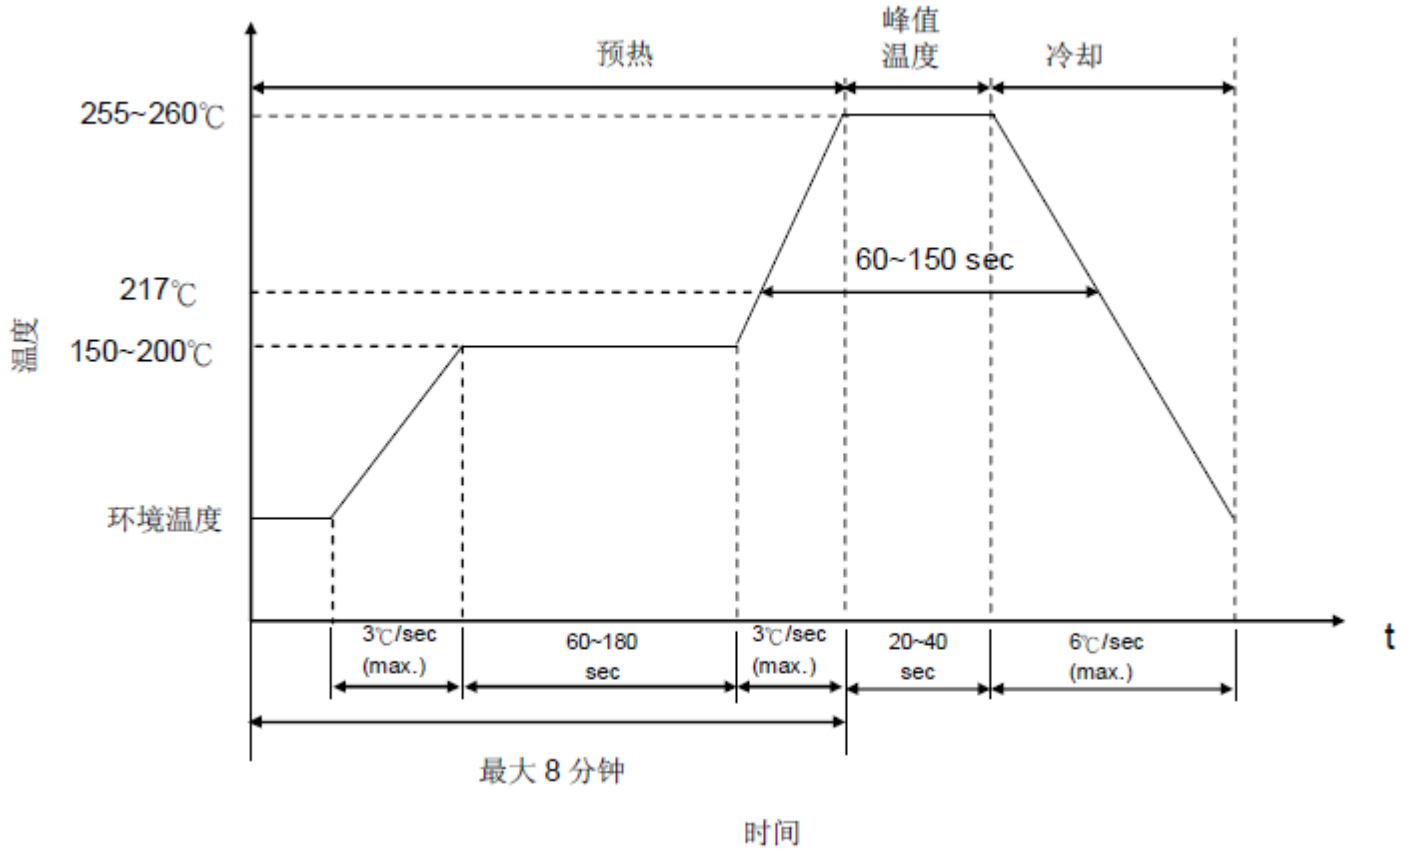 预热
峰值
温度
冷却
255~260℃
60~150 sec
217℃
温度
150~200℃
环境温度
3℃/sec
(max.)
60~180
sec
3℃/sec
(max.)
20~40
sec
6℃/sec
(max.)
t
最大 8 分钟
时间